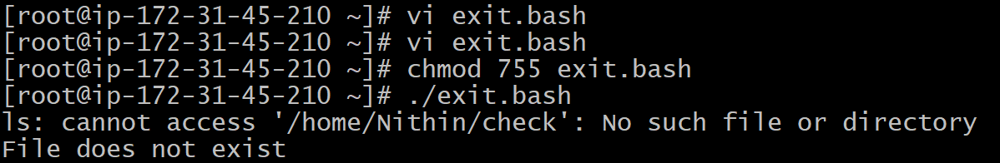 [root@ip-172-31-45-210 ~]# vi exit.bash
[root@ip-172-31-45-210 ~]# vi exit.bash
[root@ip-172-31-45-210 ~]# chmod 755 exit.bash
[root@ip-172-31-45-210 ~]# ./exit.bash
ls: cannot access '/home/Nithin/check': No such file or directory
File does not exist